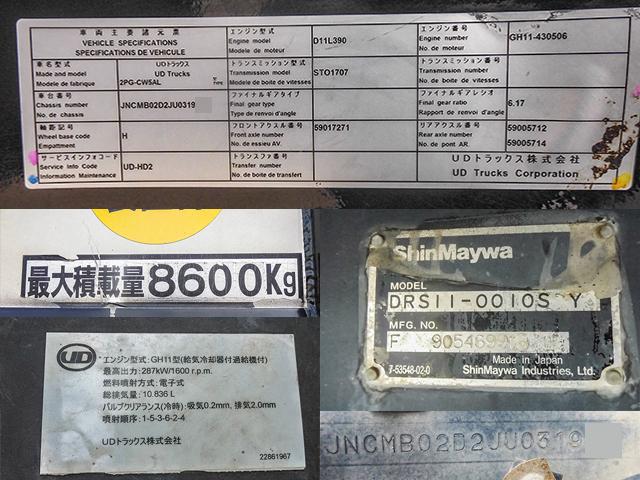 車両主要諸元票
VEHICLE SPECIFICATIONS
SPECIFICATIONS DE VEHICULE
エンジン型式
Engine model
Modele de moteur
D11L390
エンジン番号
Engine number
No. de moteur
GH11-430506
車名型式
Made and model
Modele de fabrique
UDトラックス
UD Trucks
2PG-CW5AL
トランスミッション型式
Transmission model
Modele de boite de vitesses
STO1707
トランスミッション番号
Transmission number
No. de boite de vitesses
車台番号
Chassis number
No. de chassis
JNCMB02D2JU0319
ファイナルギアタイプ
Final gear type
Type de renvoi d'angle
ファイナルギアレシオ
Final gear ratio
Rapport de renvoi d'angle
6.17
軸距記号
Wheel base code
Empattment
H
フロントアクスル番号
Front axle number
No. de essieu AV.
59017271
リアアクスル番号
Rear axle number
No. de pont AR.
59005712
59005714
サービスインフォコード
Service Info Code
Information Maintenance
UD-HD2
トランスファ番号
Transfer number
No. de boite de transfert
UDトラックス株式会社
UD Trucks Corporation
最大積載量8600Kg
ShinMaywa
MODEL
DRS11-0010S Y
MFG. NO.
F 905469
Made in Japan
7-53548-02-0
ShinMaywa Industries, Ltd.
UD
エンジン型式:GH11型(給気冷却器付過給機付)
最高出力:287kW/1600 r.p.m.
燃料噴射方式:電子式
総排気量:10.836 L
バルブクリアランス(冷時):吸気0.2mm, 排気2.0mm
噴射順序:1-5-3-6-2-4
UDトラックス株式会社
22861967
JNCMB02D2JU0319